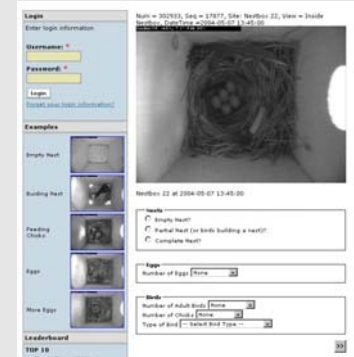 Login
Enter login information
Username: *
Password: *
Login
Forget your login information?
Examples
Empty Nest
Building Nest
Feeding Chicks
Eggs
More Eggs
Leaderboard
TOP 10
Num = 302933, Seq = 17877, Site: Nestbox 22, View = Inside
Nestbox, DateTime =2004-05-07 13:45:00
Nestbox 22 at 2004-05-07 13:45:00
Nests
Empty Nest?
Partial Nest (or birds building a nest)?
Complete Nest?
Eggs
Number of Eggs None
Birds
Number of Adult Birds None
Number of Chicks None
Type of Bird -- Select Bird Type --
>>